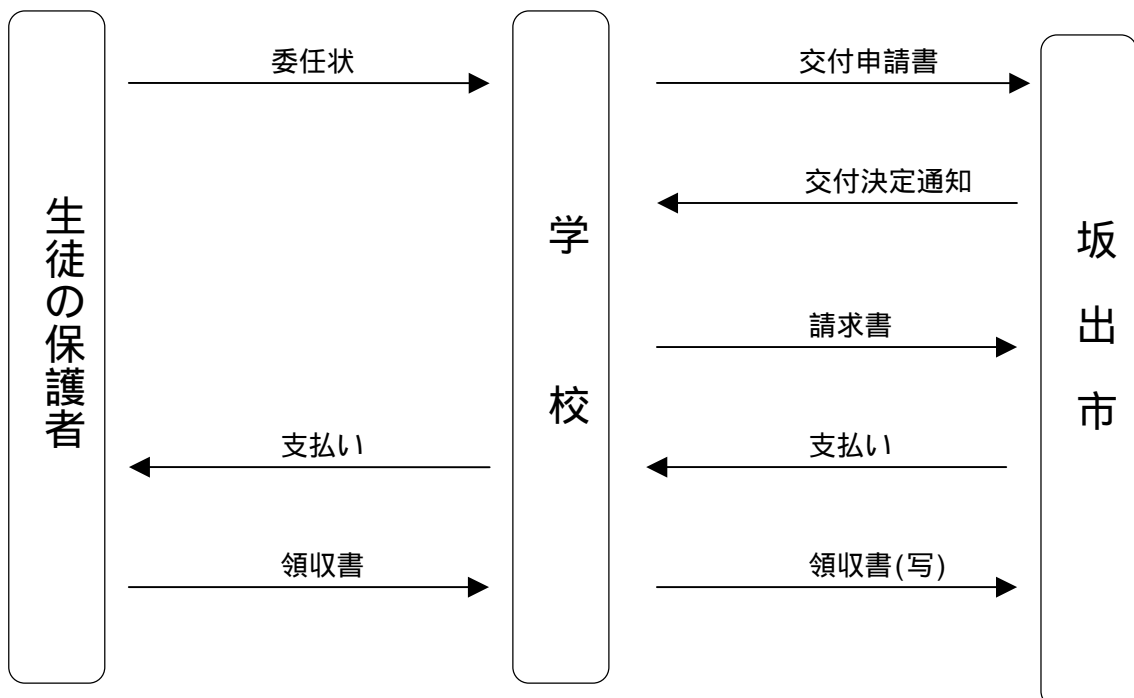 委任状
交付申請書
交付決定通知
生徒の保護者
学校
坂出市
請求書
支払い
支払い
領収書
領収書(写)